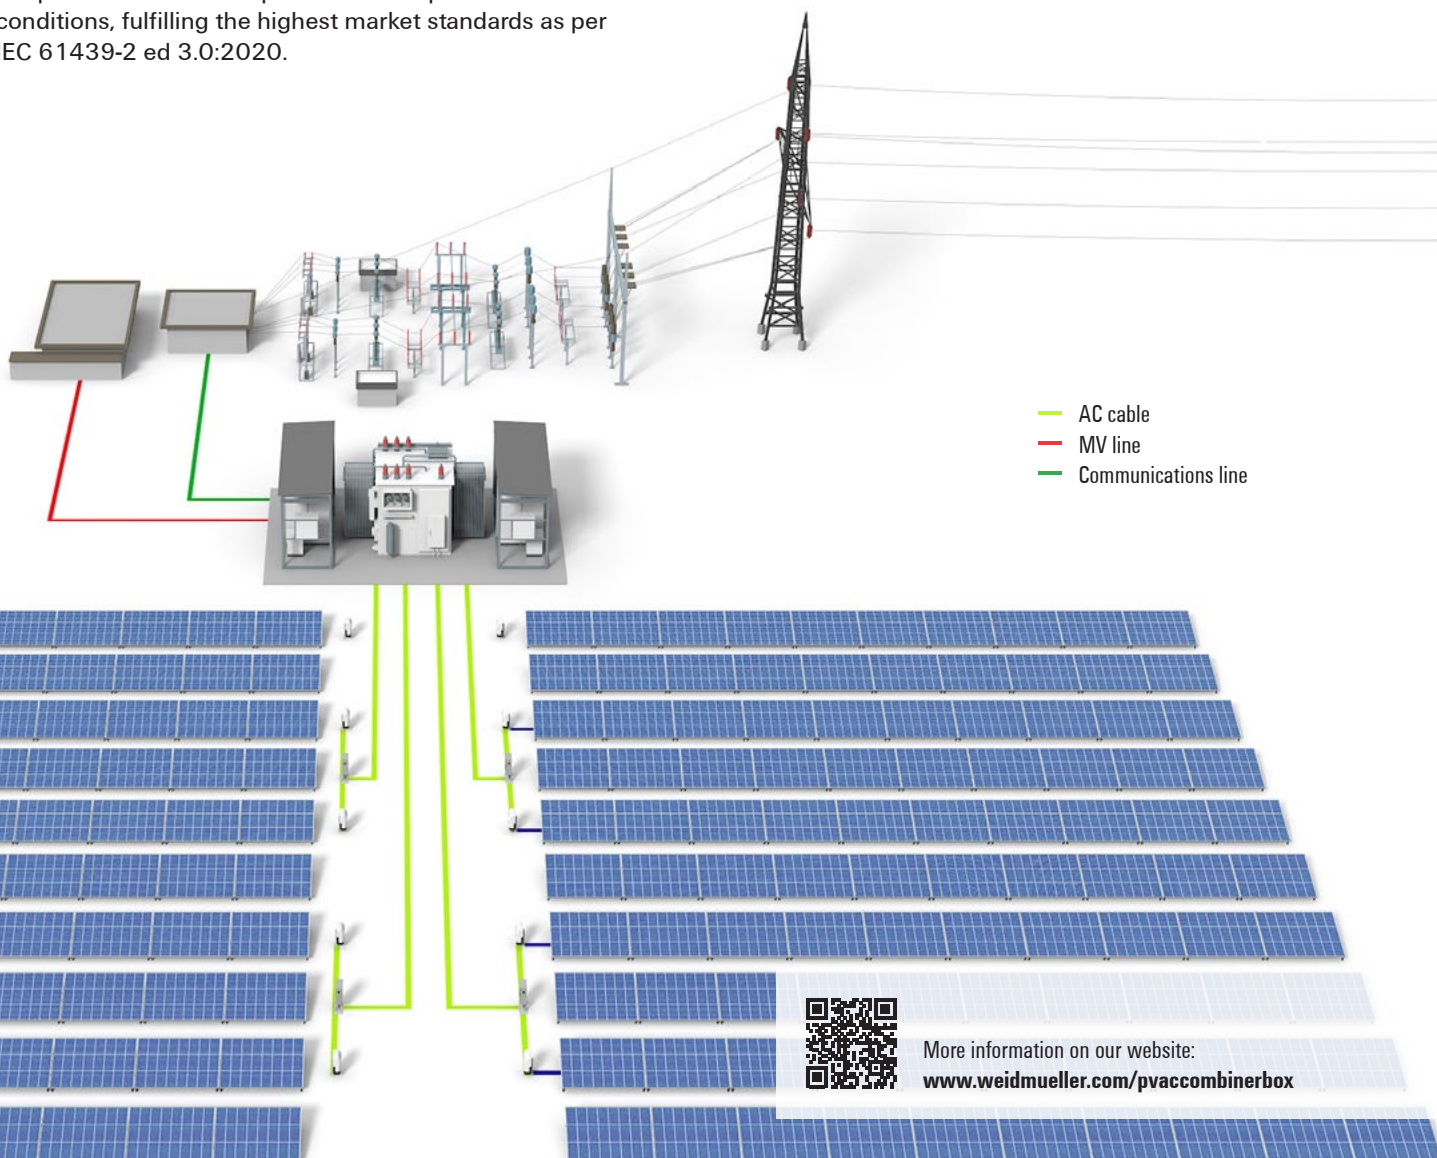 conditions, fulfilling the highest market standards as per
IEC 61439-2 ed 3.0:2020.
AC cable
MV line
Communications line
More information on our website:
www.weidmueller.com/pvaccombinerbox